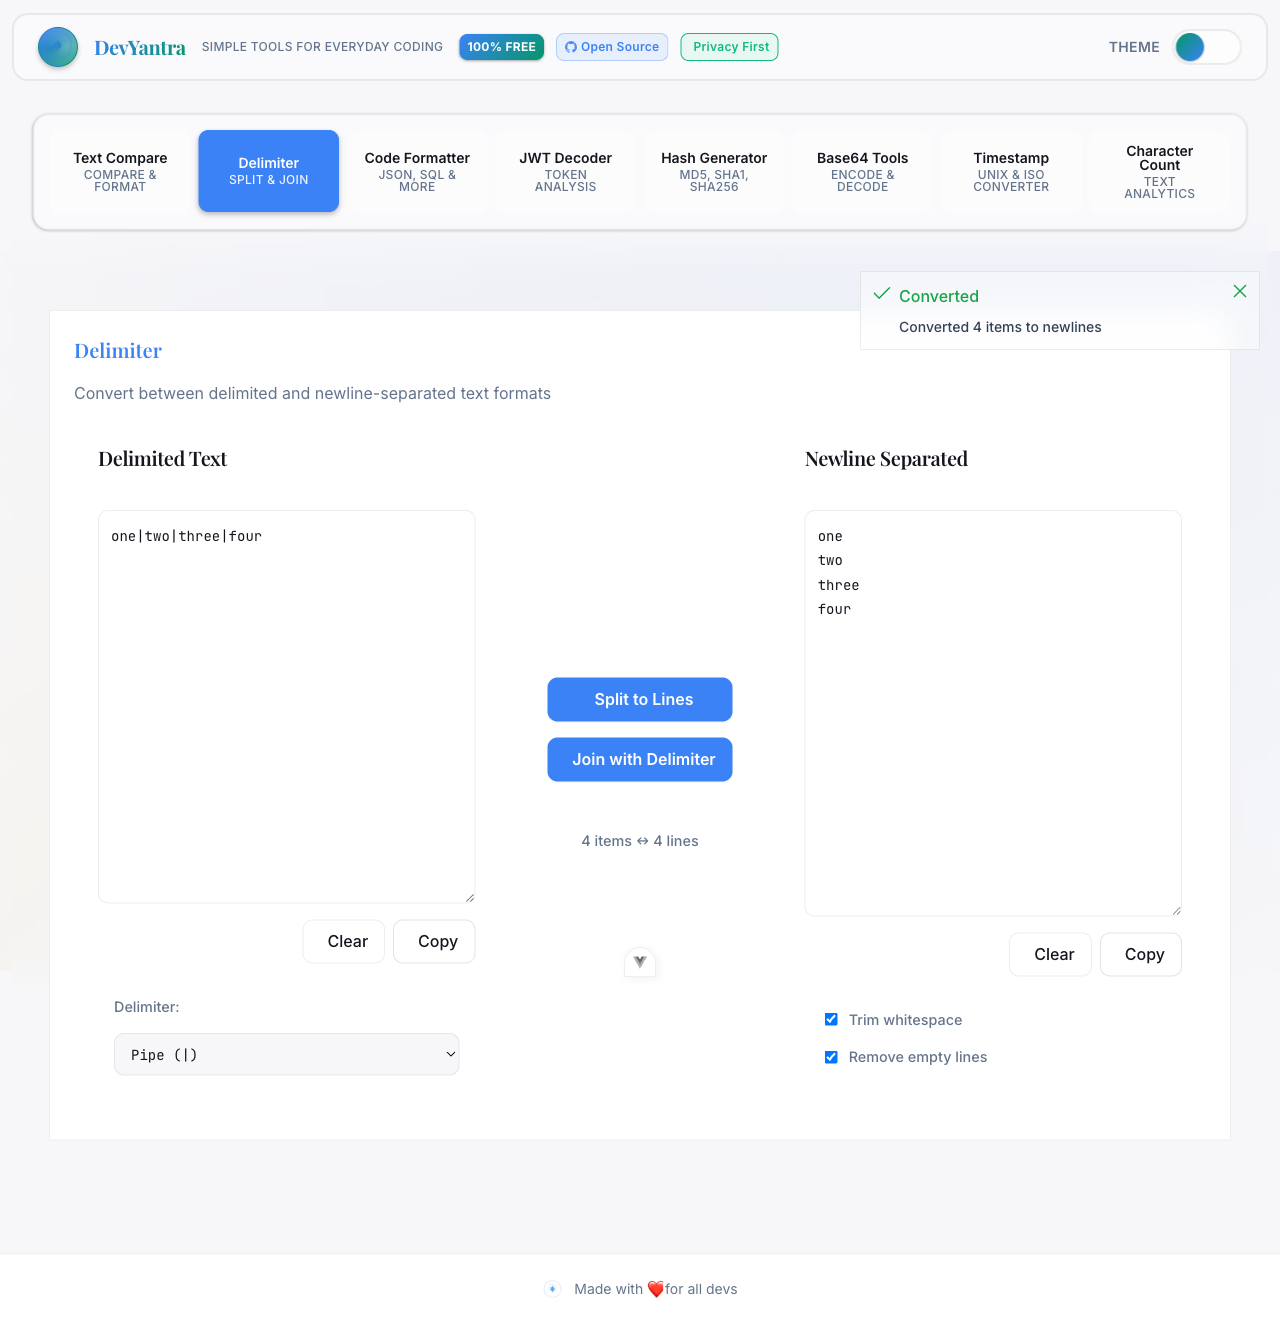 DevYantra
SIMPLE TOOLS FOR EVERYDAY CODING
100% FREE
Open Source
Privacy First
THEME
Text Compare
COMPARE &
FORMAT
Delimiter
SPLIT & JOIN
Code Formatter
JSON, SQL &
MORE
JWT Decoder
TOKEN
ANALYSIS
Hash Generator
MD5, SHA1,
SHA256
Base64 Tools
ENCODE &
DECODE
Timestamp
UNIX & ISO
CONVERTER
Character
Count
TEXT
ANALYTICS
Converted
Converted 4 items to newlines
Delimiter
Convert between delimited and newline-separated text formats
Delimited Text
one|two|three|four
Clear
Copy
Delimiter:
Pipe (|)
Split to Lines
Join with Delimiter
4 items ↔ 4 lines
Newline Separated
one
two
three
four
Clear
Copy
Trim whitespace
Remove empty lines
Made with ❤️for all devs